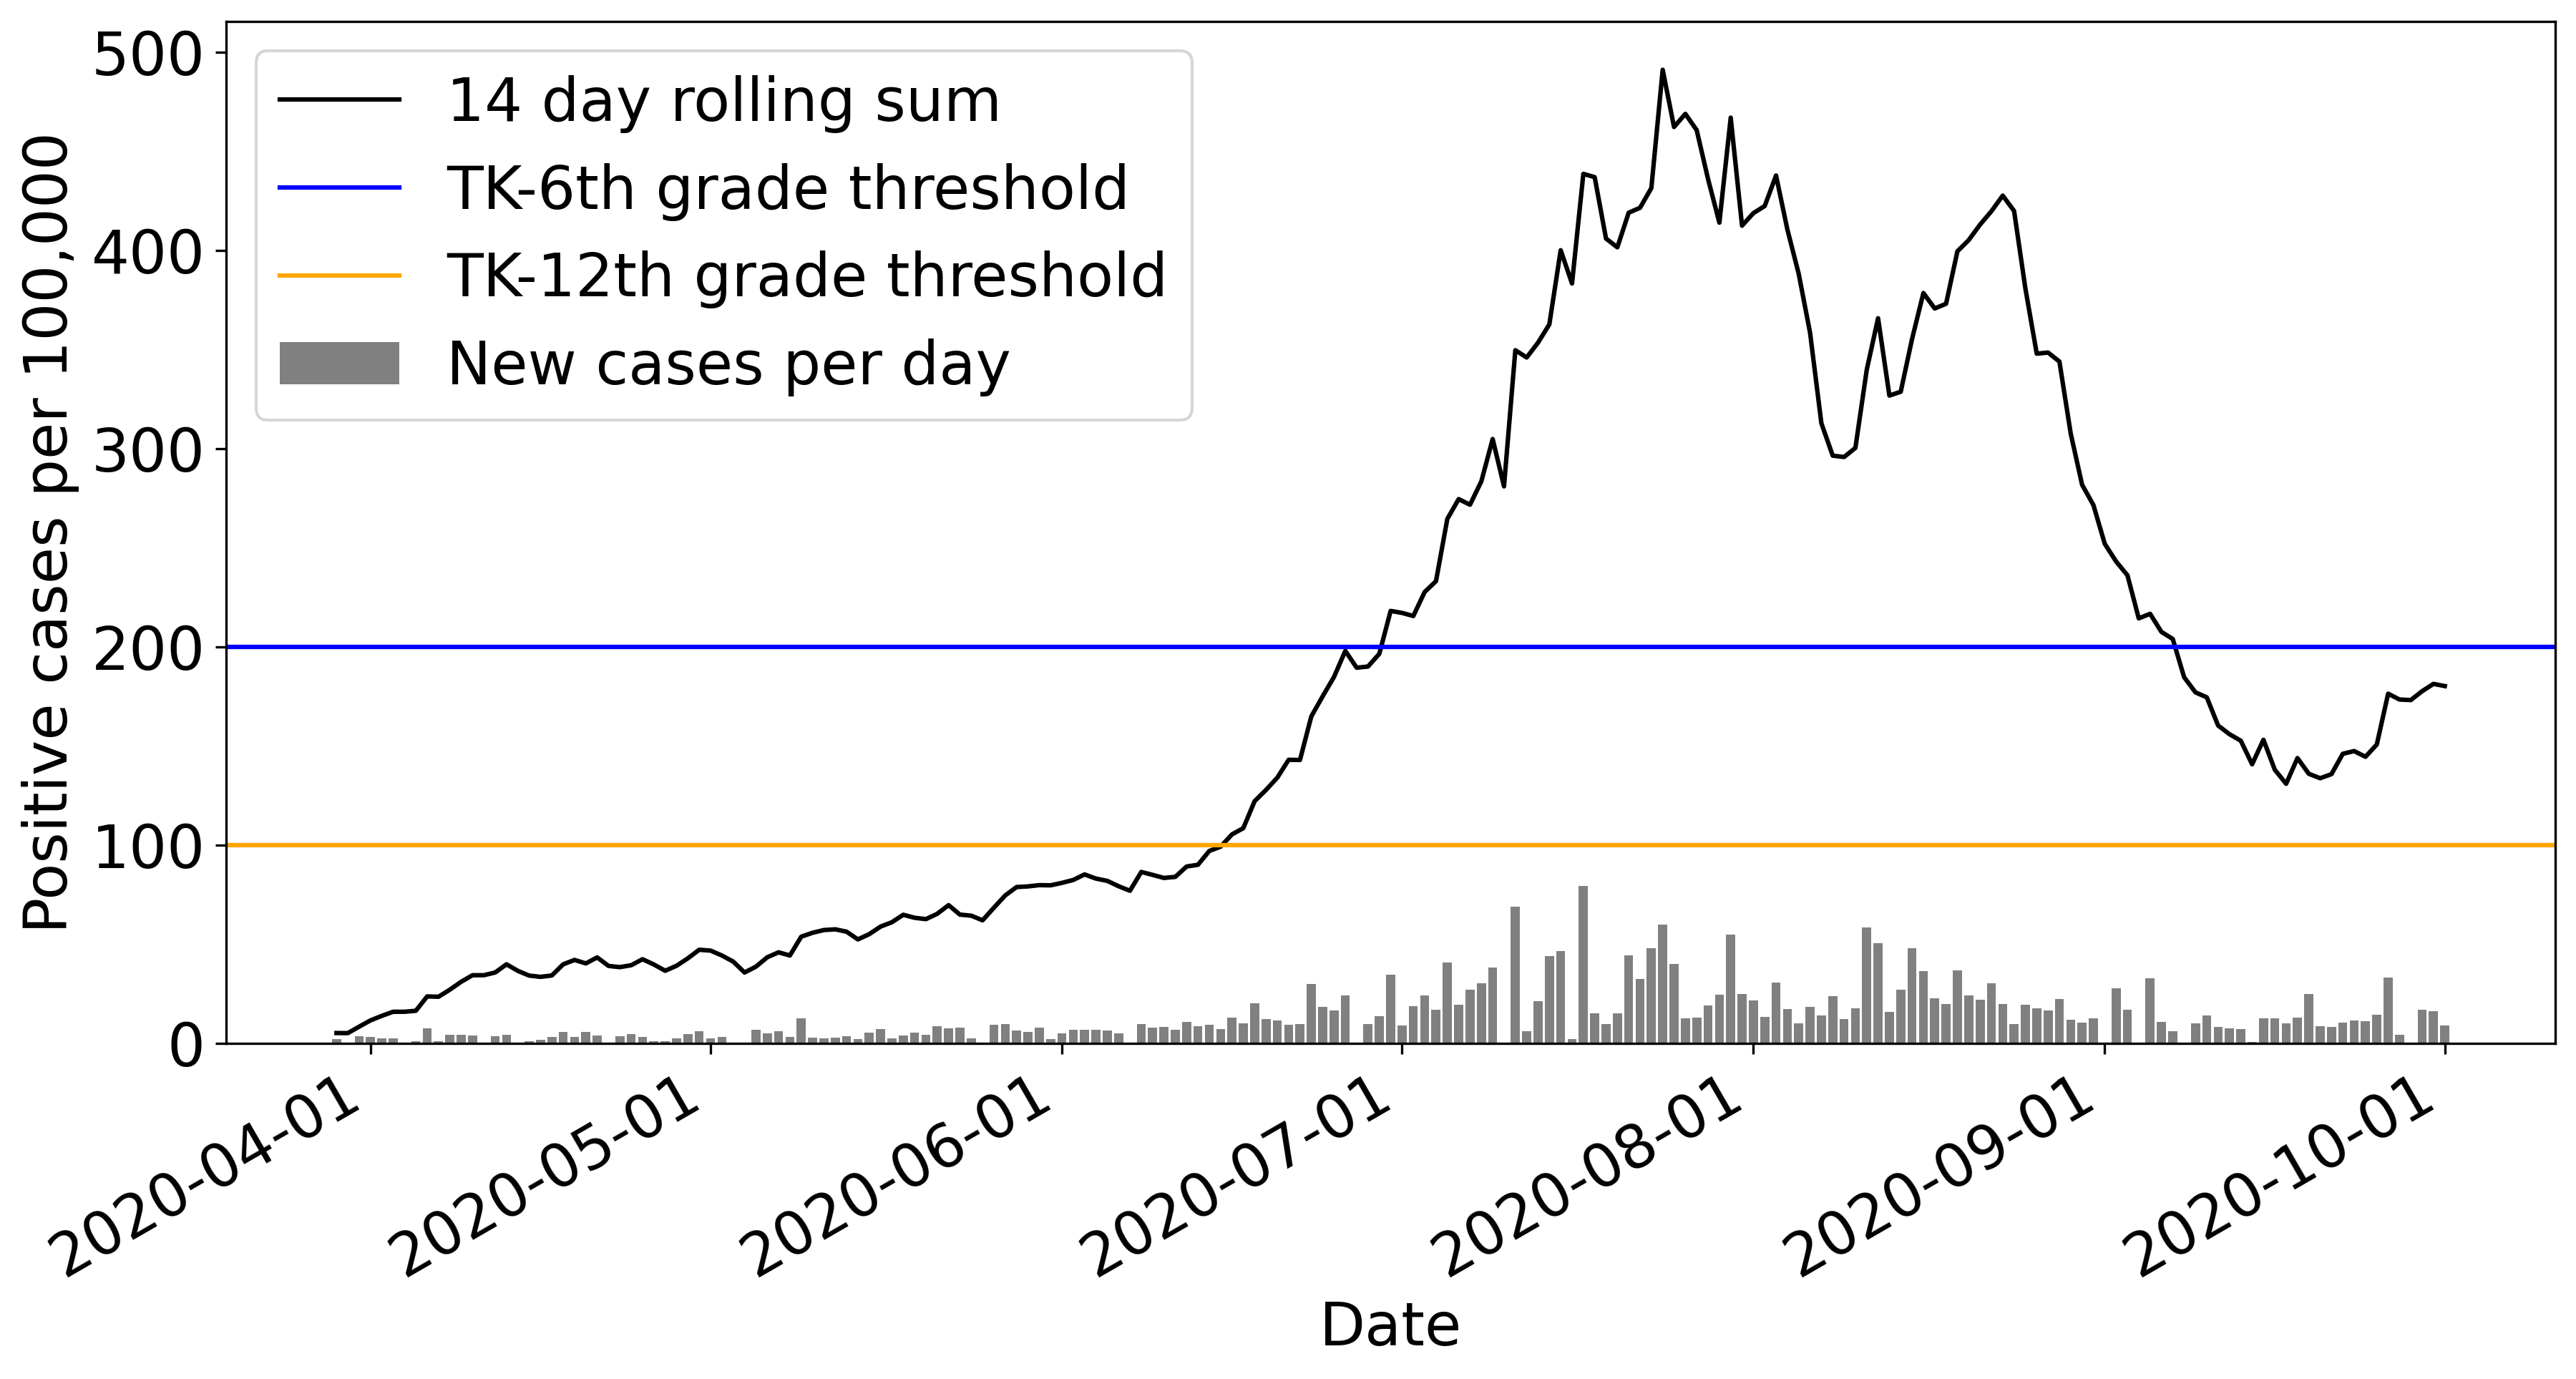 Positive cases per 100,000
500
400
300
200
100
0
14 day rolling sum
TK-6th grade threshold
TK-12th grade threshold
New cases per day
2020-04-01
2020-05-01
2020-06-01
2020-07-01
2020-08-01
2020-09-01
2020-10-01
Date